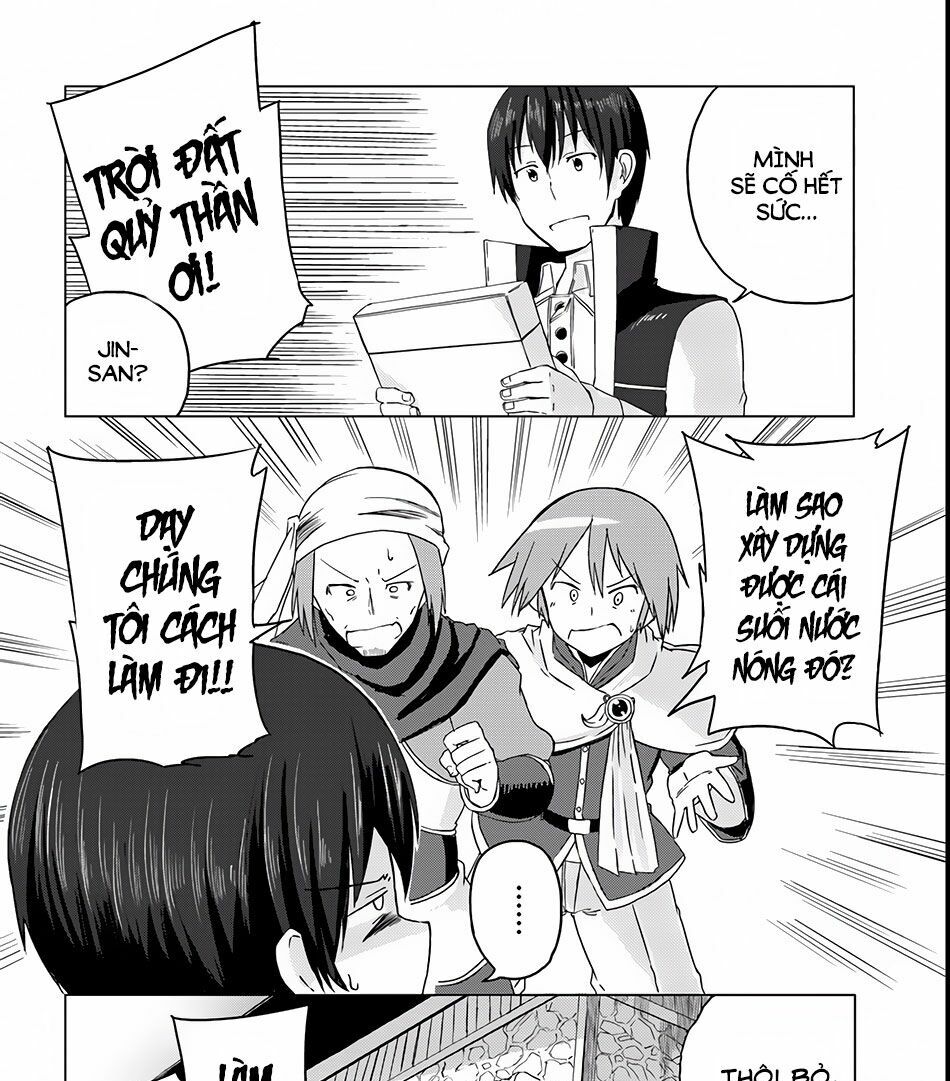 MÌNH
SẼ CỐ HẾT
SỨC...
TRỜI ĐẤT
QUỶ THẦN
ƠI!
JIN-
SAN?
LÀM SAO
XÂY DỰNG
ĐƯỢC CÁI
SUỐI NƯỚC
NÓNG ĐÓ?
DẠY
CHÚNG
TÔI CÁCH
LÀM ĐI!!
......
THÔI BỎ,
LÀM